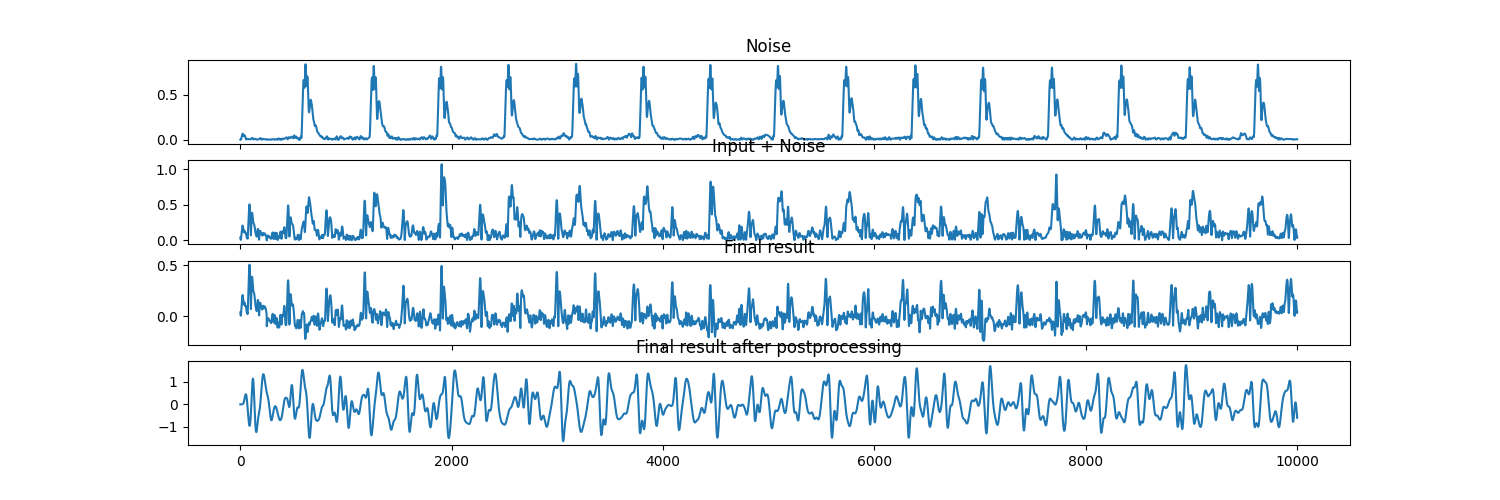 Noise
0.5
0.0
Input + Noise
1.0
0.5
0.0
Final result
0.5
0.0
Final result after postprocessing
1
0
−1
0 2000 4000 6000 8000 10000